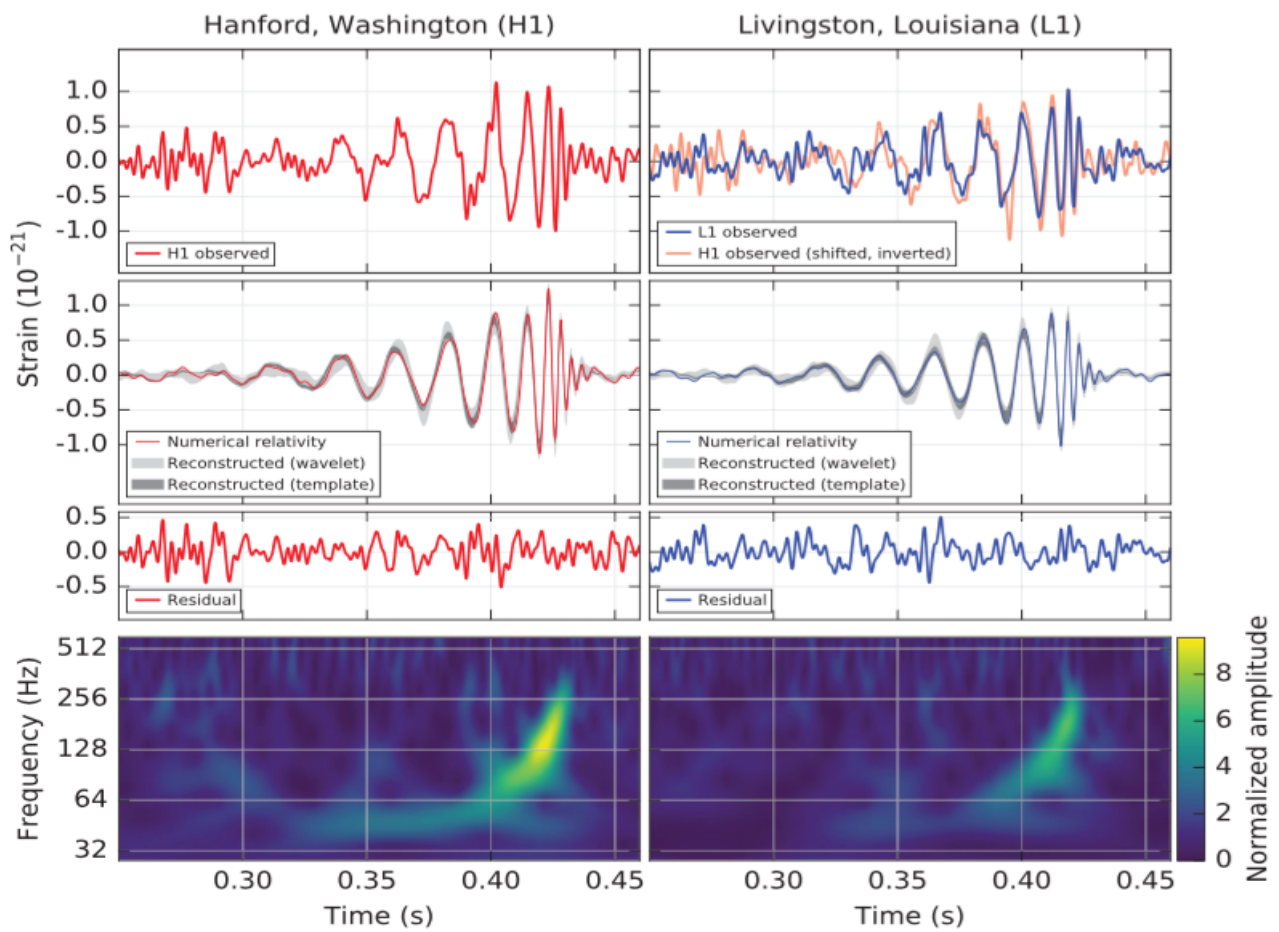 Hanford, Washington (H1)
Livingston, Louisiana (L1)
Strain (10⁻²¹)
1.0
0.5
0.0
-0.5
-1.0
H1 observed
L1 observed
H1 observed (shifted, inverted)
1.0
0.5
0.0
-0.5
-1.0
Numerical relativity
Reconstructed (wavelet)
Reconstructed (template)
Numerical relativity
Reconstructed (wavelet)
Reconstructed (template)
0.5
0.0
-0.5
Residual
Residual
Frequency (Hz)
512
256
128
64
32
0.30 0.35 0.40 0.45
Time (s)
0.30 0.35 0.40 0.45
Time (s)
8
6
4
2
0
Normalized amplitude